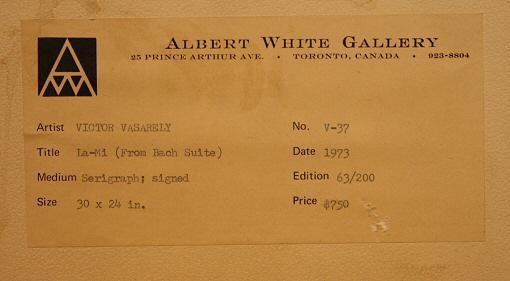 ALBERT WHITE GALLERY
25 PRINCE ARTHUR AVE. • TORONTO, CANADA • 923-8804
Artist VICTOR VASARELY No. V-37
Title La-Mi (From Bach Suite) Date 1973
Medium Serigraph; signed Edition 63/200
Size 30 x 24 in. Price $750